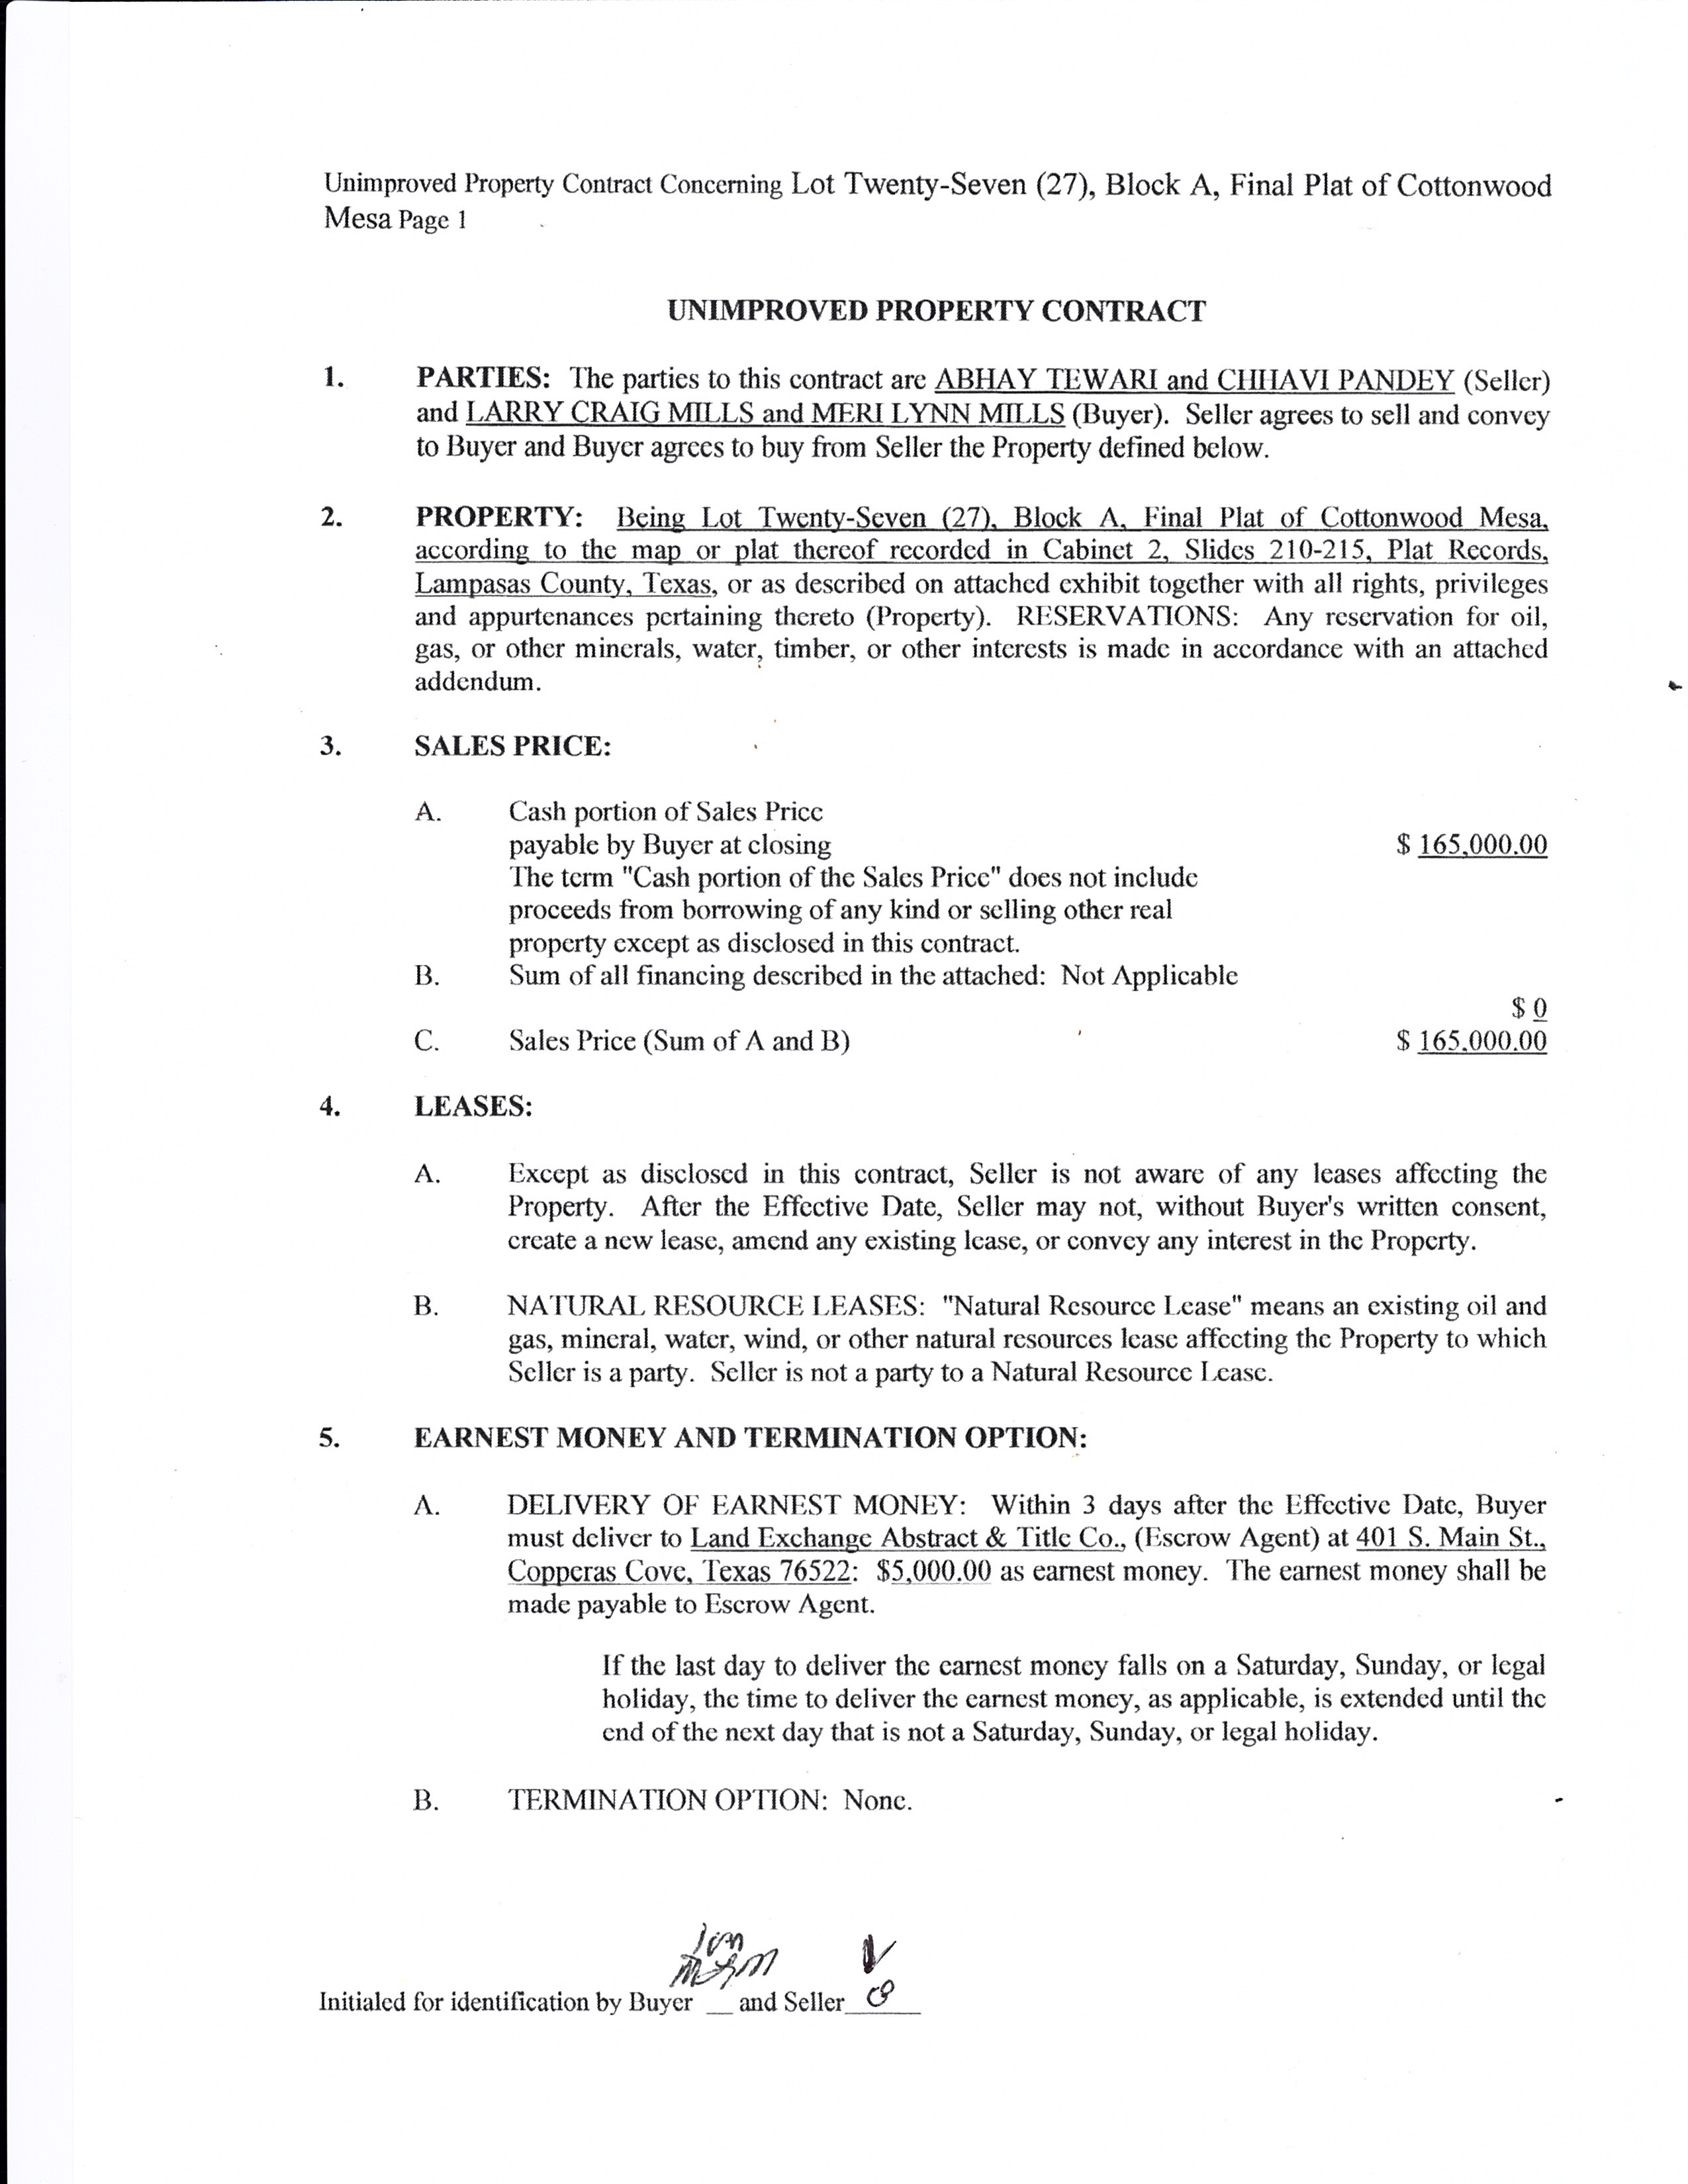 Unimproved Property Contract Concerning Lot Twenty-Seven (27), Block A, Final Plat of Cottonwood
Mesa Page 1
UNIMPROVED PROPERTY CONTRACT
1. PARTIES: The parties to this contract are ABHAY TEWARI and CHHAVI PANDEY (Seller)
and LARRY CRAIG MILLS and MERI LYNN MILLS (Buyer). Seller agrees to sell and convey
to Buyer and Buyer agrees to buy from Seller the Property defined below.
2. PROPERTY: Being Lot Twenty-Seven (27), Block A, Final Plat of Cottonwood Mesa,
according to the map or plat thereof recorded in Cabinet 2, Slides 210-215, Plat Records,
Lampasas County, Texas, or as described on attached exhibit together with all rights, privileges
and appurtenances pertaining thereto (Property). RESERVATIONS: Any reservation for oil,
gas, or other minerals, water, timber, or other interests is made in accordance with an attached
addendum.
3. SALES PRICE:
A. Cash portion of Sales Price
payable by Buyer at closing $ 165,000.00
The term "Cash portion of the Sales Price" does not include
proceeds from borrowing of any kind or selling other real
property except as disclosed in this contract.
B. Sum of all financing described in the attached: Not Applicable
$ 0
C. Sales Price (Sum of A and B) $ 165,000.00
4. LEASES:
A. Except as disclosed in this contract, Seller is not aware of any leases affecting the
Property. After the Effective Date, Seller may not, without Buyer's written consent,
create a new lease, amend any existing lease, or convey any interest in the Property.
B. NATURAL RESOURCE LEASES: "Natural Resource Lease" means an existing oil and
gas, mineral, water, wind, or other natural resources lease affecting the Property to which
Seller is a party. Seller is not a party to a Natural Resource Lease.
5. EARNEST MONEY AND TERMINATION OPTION:
A. DELIVERY OF EARNEST MONEY: Within 3 days after the Effective Date, Buyer
must deliver to Land Exchange Abstract & Title Co., (Escrow Agent) at 401 S. Main St.,
Copperas Cove, Texas 76522: $5,000.00 as earnest money. The earnest money shall be
made payable to Escrow Agent.
If the last day to deliver the earnest money falls on a Saturday, Sunday, or legal
holiday, the time to deliver the earnest money, as applicable, is extended until the
end of the next day that is not a Saturday, Sunday, or legal holiday.
B. TERMINATION OPTION: None.
Initialed for identification by Buyer __ and Seller